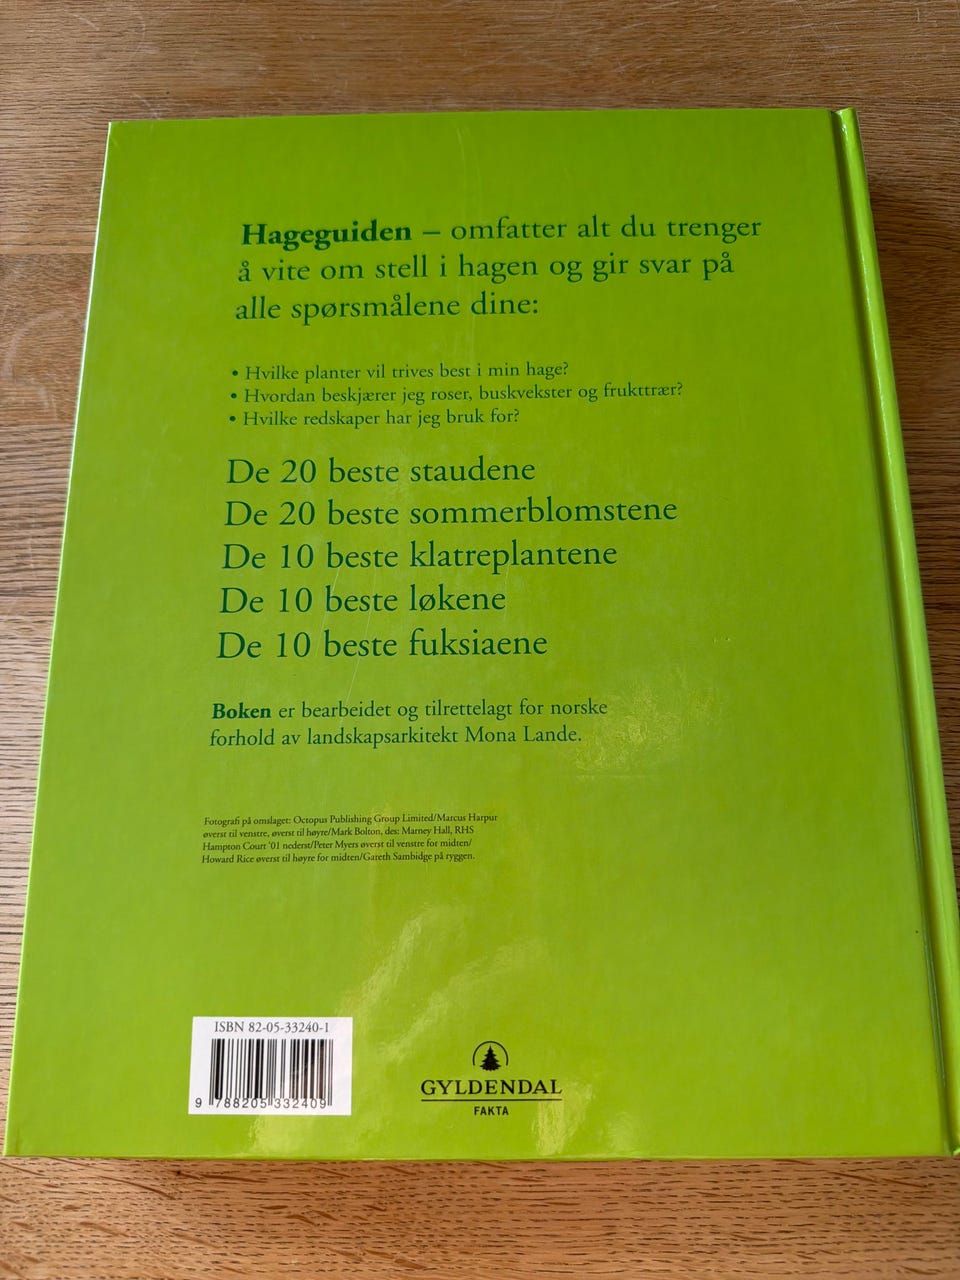 Hageguiden – omfatter alt du trenger
å vite om stell i hagen og gir svar på
alle spørsmålene dine:
• Hvilke planter vil trives best i min hage?
• Hvordan beskjærer jeg roser, buskvekster og frukttrær?
• Hvilke redskaper har jeg bruk for?
De 20 beste staudene
De 20 beste sommerblomstene
De 10 beste klatreplantene
De 10 beste løkene
De 10 beste fuksiaene
Boken er bearbeidet og tilrettelagt for norske
forhold av landskapsarkitekt Mona Lande.
Fotografi på omslaget: Octopus Publishing Group Limited/Marcus Harpur
øverst til venstre, øverst til høyre/Mark Bolton, des: Marney Hall, RHS
Hampton Court '01 nederst/Peter Myers øverst til venstre for midten/
Howard Rice øverst til høyre for midten/Gareth Sambidge på ryggen.
ISBN 82-05-33240-1
9 788205 332409
GYLDENDAL
FAKTA